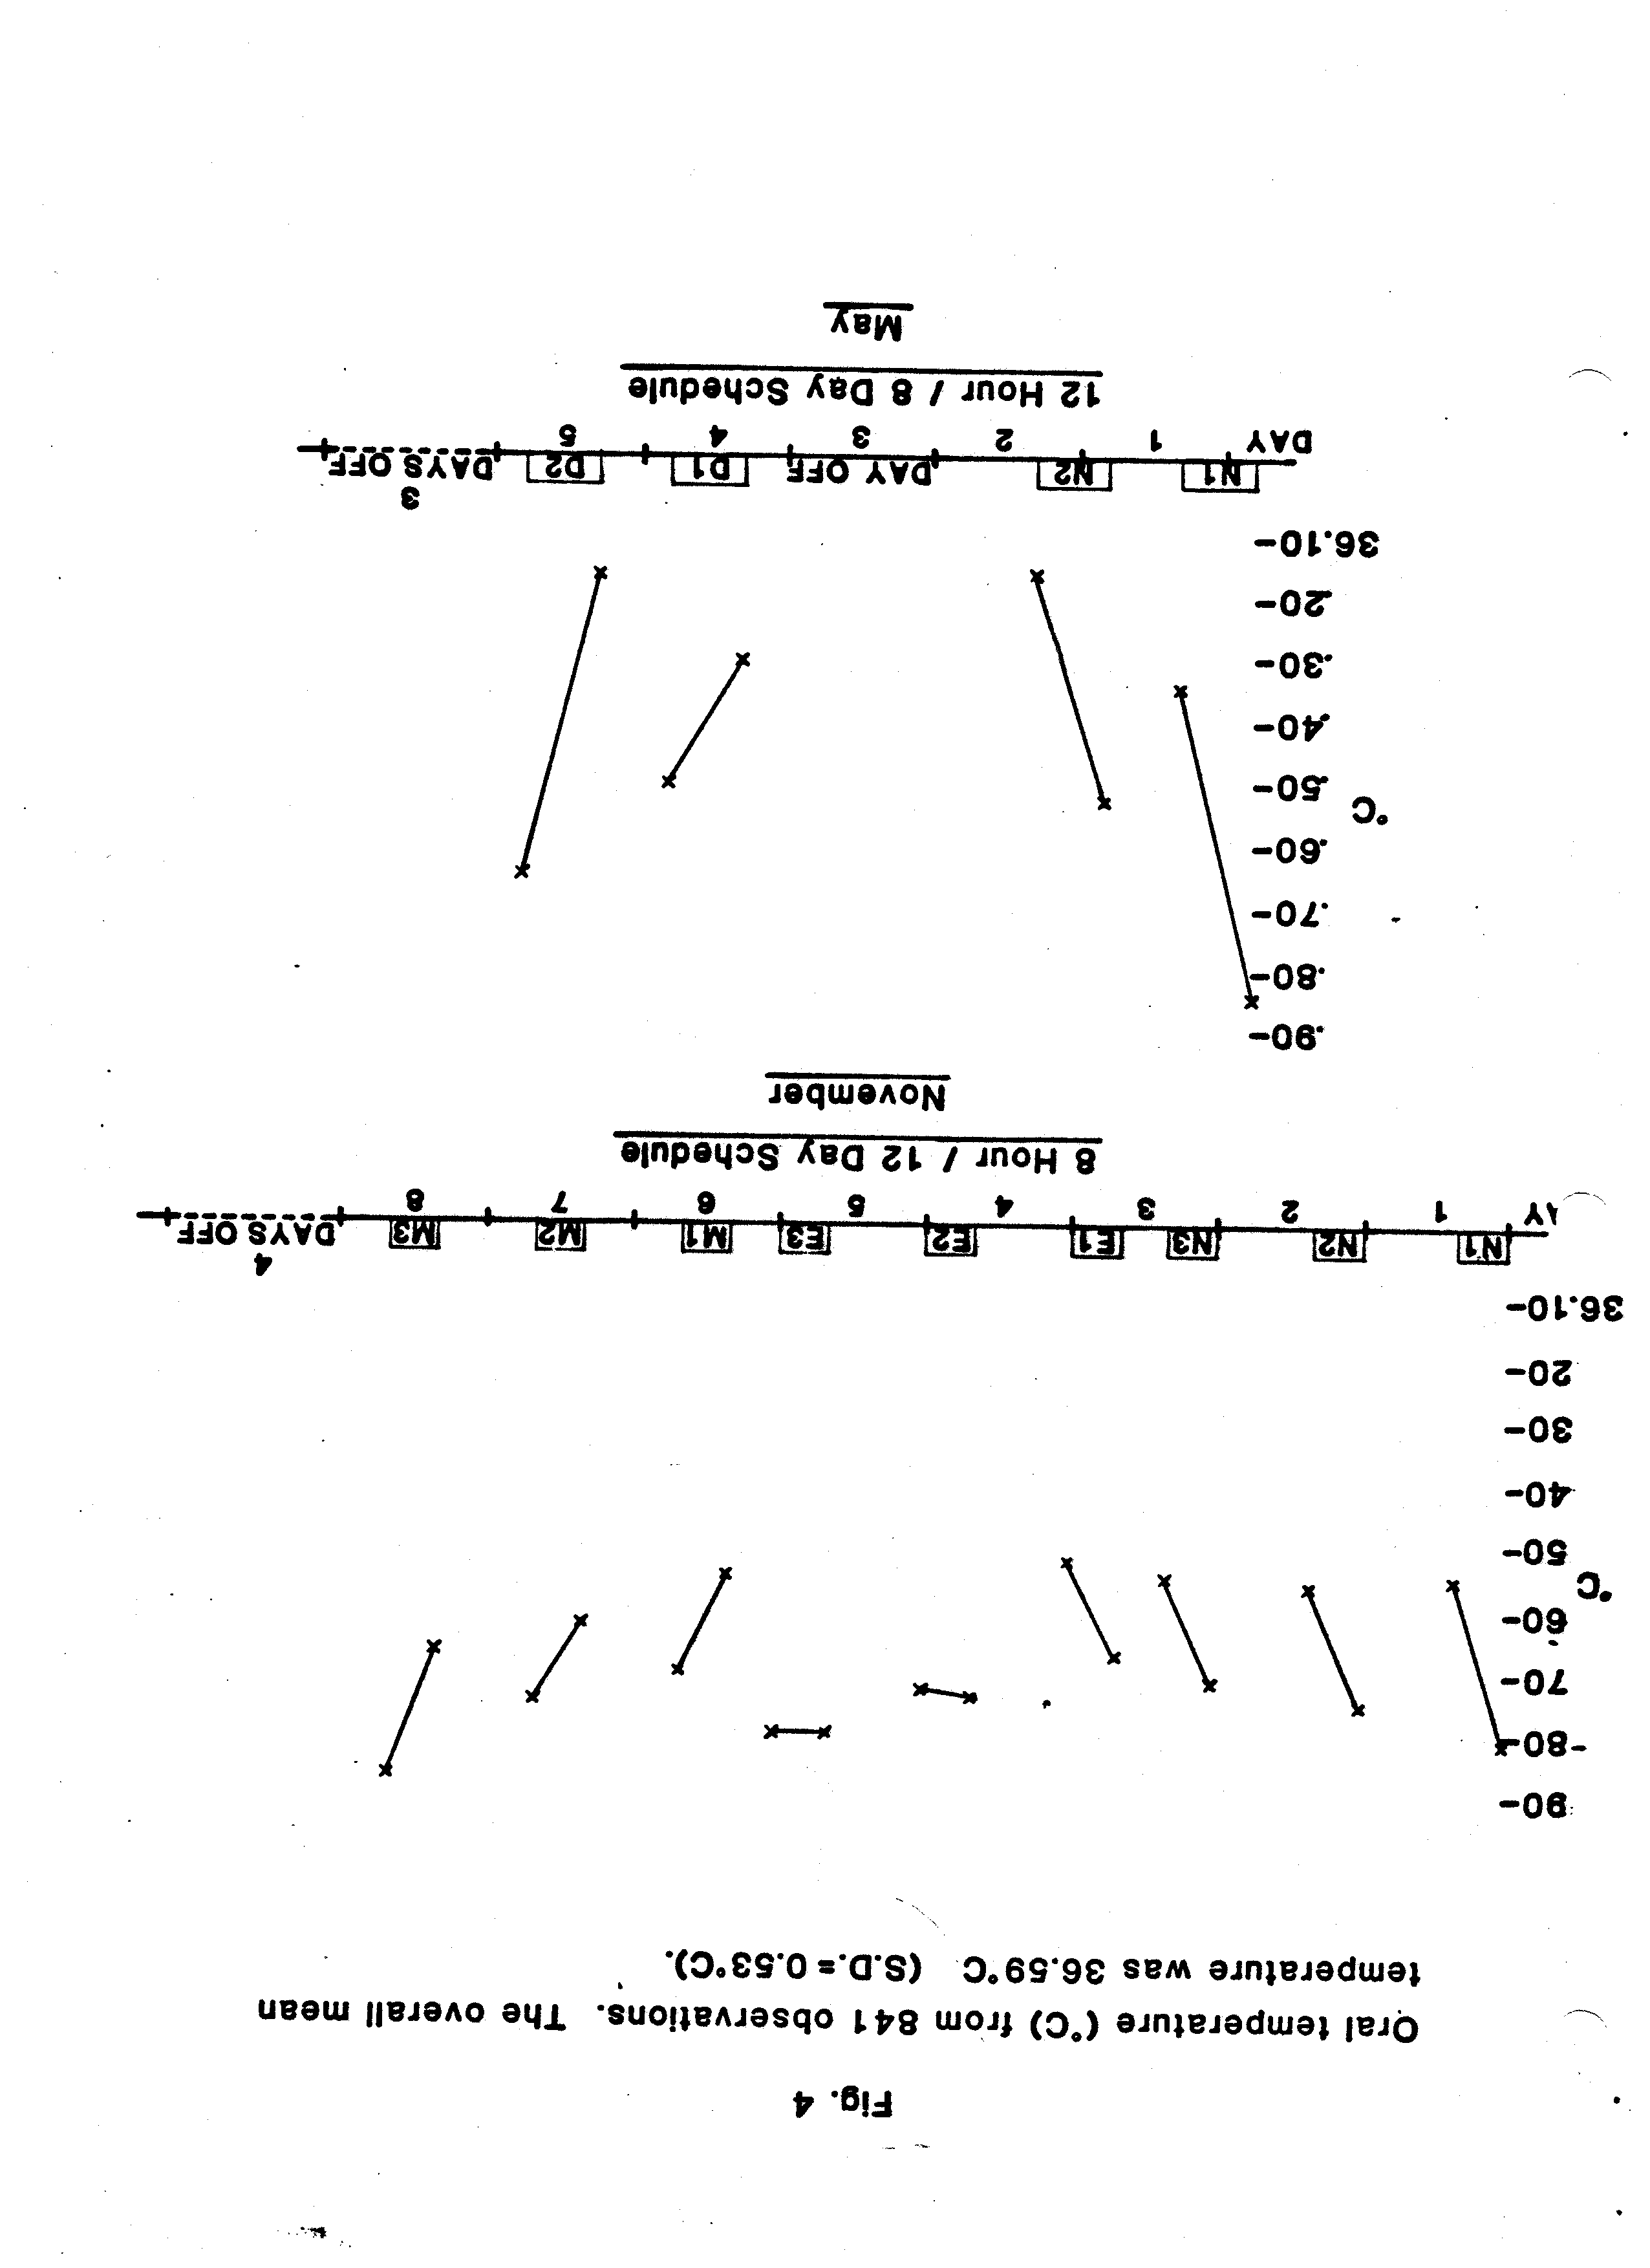 Fig. 4
Oral temperature (°C) from 841 observations. The overall mean
temperature was 36.59°C (S.D.= 0.53°C).
90-
-80-
70-
60-
°C
50-
40-
30-
20-
36.10-
N1 N2 N3 E1 E2 E3 M1 M2 M3 4 DAYS OFF
AY 1 2 3 4 5 6 7 8
8 Hour / 12 Day Schedule
November
.90-
.80-
.70-
.60-
°C
.50-
.40-
.30-
.20-
36.10-
N1 N2 DAY OFF D1 D2 3 DAYS OFF
DAY 1 2 3 4 5
12 Hour / 8 Day Schedule
May